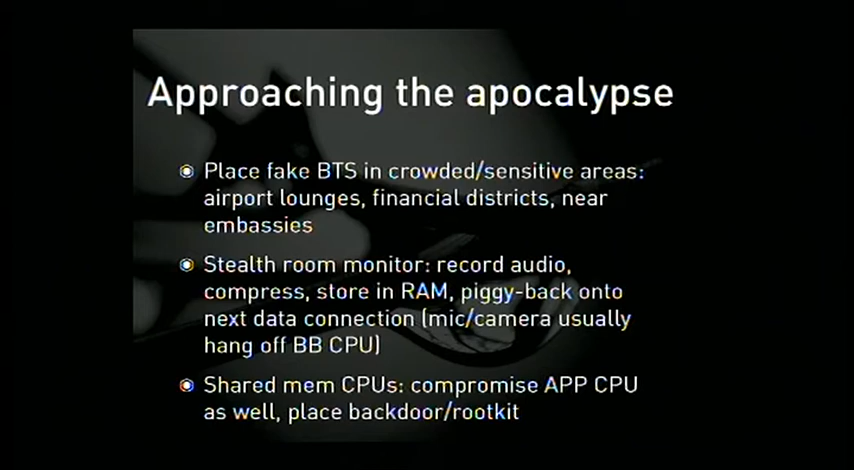 Approaching the apocalypse
Place fake BTS in crowded/sensitive areas:
airport lounges, financial districts, near
embassies
Stealth room monitor: record audio,
compress, store in RAM, piggy-back onto
next data connection (mic/camera usually
hang off BB CPU)
Shared mem CPUs: compromise APP CPU
as well, place backdoor/rootkit